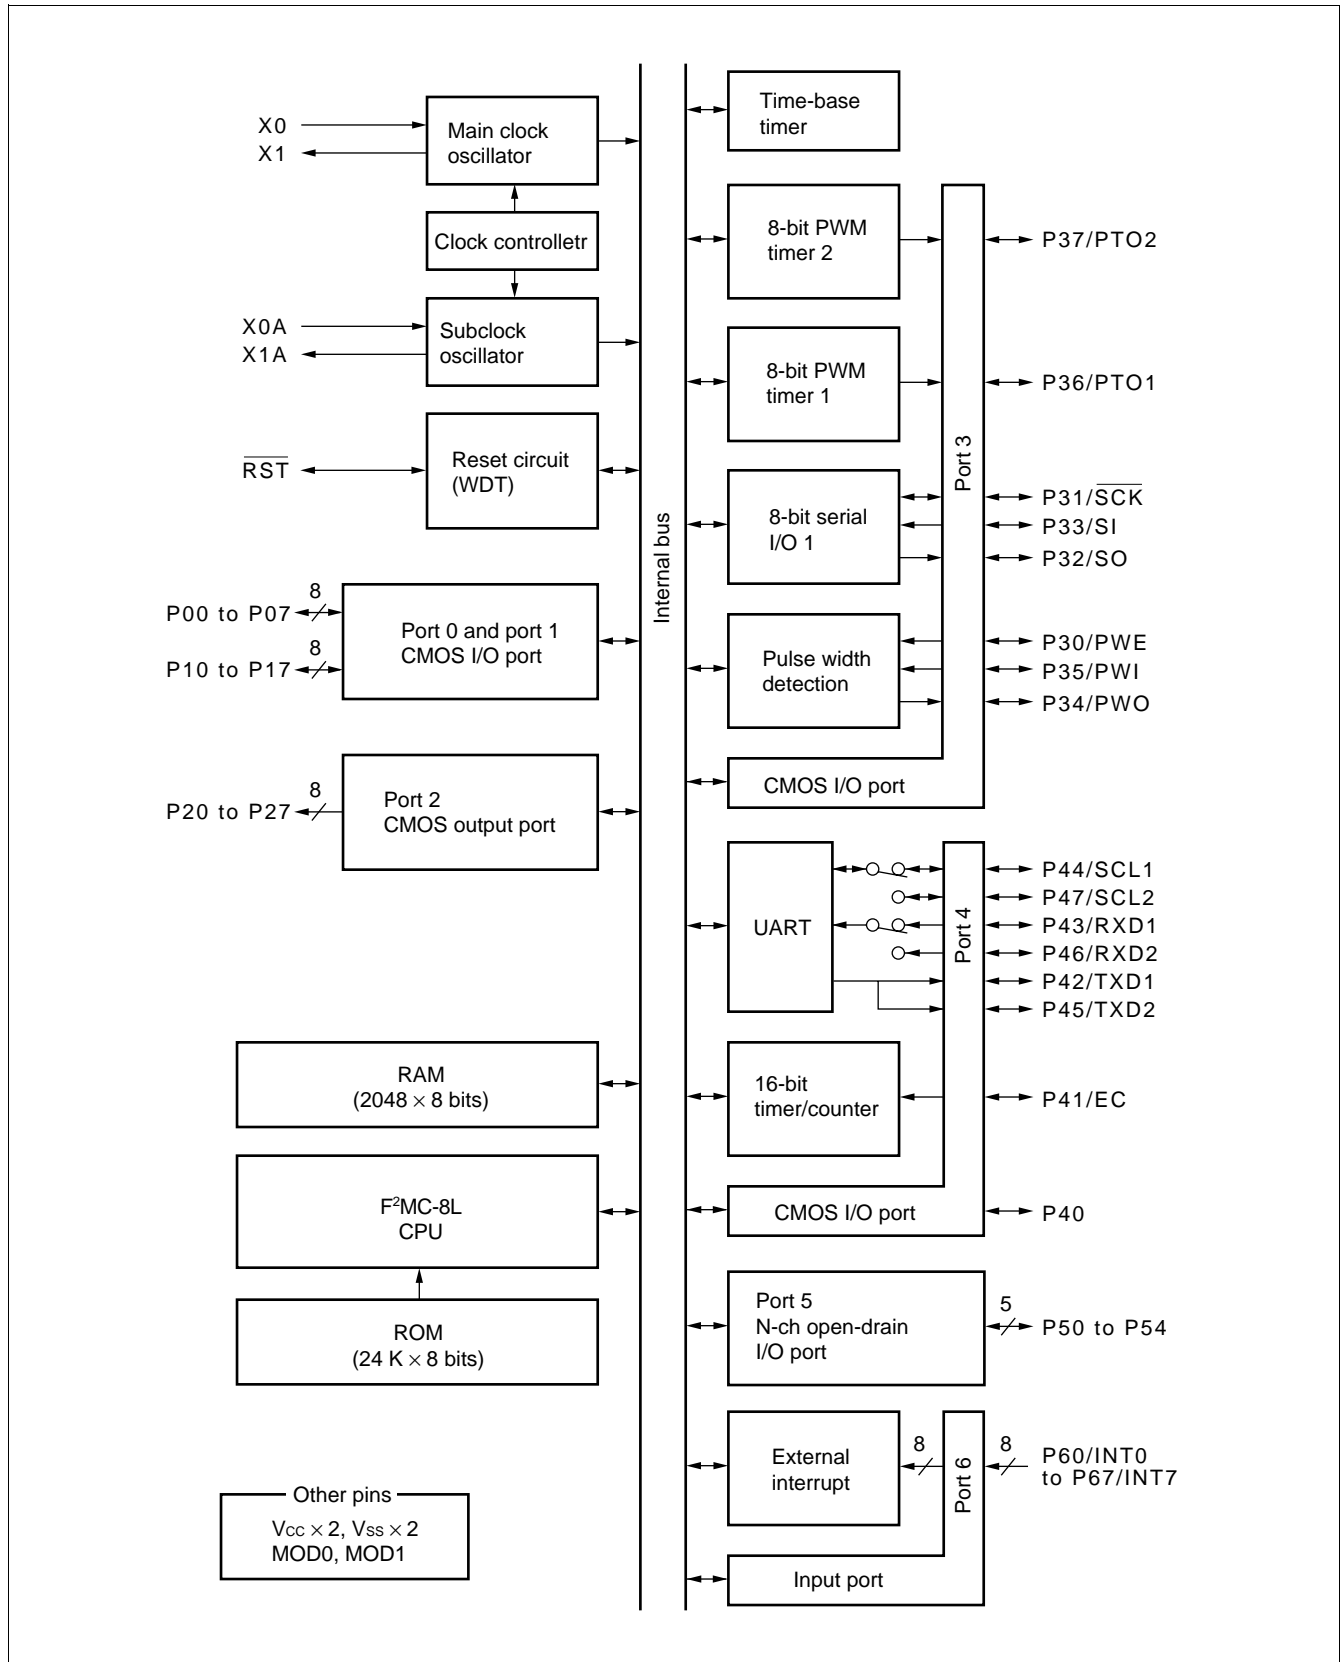 X0
X1
Main clock
oscillator
Clock controlletr
X0A
X1A
Subclock
oscillator
RST
Reset circuit
(WDT)
P00 to P07
8
P10 to P17
8
Port 0 and port 1
CMOS I/O port
P20 to P27
8
Port 2
CMOS output port
RAM
(2048 × 8 bits)
F²MC-8L
CPU
ROM
(24 K × 8 bits)
Other pins
VCC × 2, VSS × 2
MOD0, MOD1
Internal bus
Time-base
timer
8-bit PWM
timer 2
8-bit PWM
timer 1
8-bit serial
I/O 1
Pulse width
detection
CMOS I/O port
Port 3
P37/PTO2
P36/PTO1
P31/SCK
P33/SI
P32/SO
P30/PWE
P35/PWI
P34/PWO
UART
16-bit
timer/counter
CMOS I/O port
Port 4
P44/SCL1
P47/SCL2
P43/RXD1
P46/RXD2
P42/TXD1
P45/TXD2
P41/EC
P40
Port 5
N-ch open-drain
I/O port
5
P50 to P54
External
interrupt
8
Port 6
8
P60/INT0
to P67/INT7
Input port